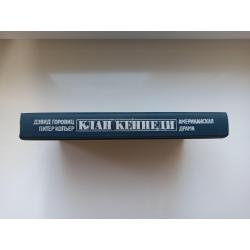 ДЭВИД ГОРОВИЦ
ПИТЕР КОЛЬЕР
КЛАН КЕННЕДИ
АМЕРИКАНСКАЯ
ДРАМА